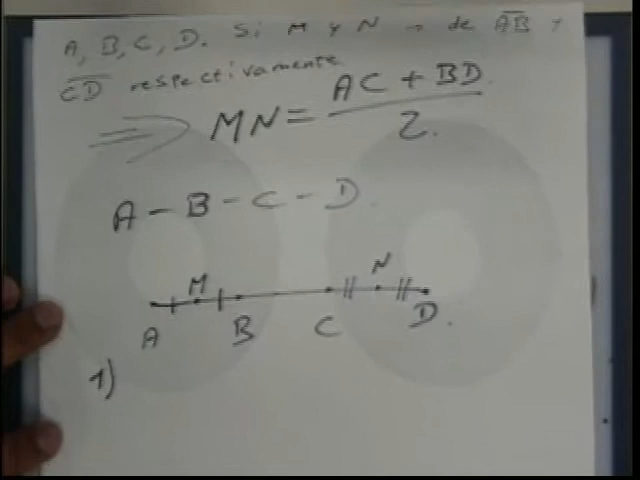 A, B, C, D. Si M y N → de AB y
CD respectivamente
⇒ MN = AC + BD / 2.
A - B - C - D.
M N
A B C D.
1)